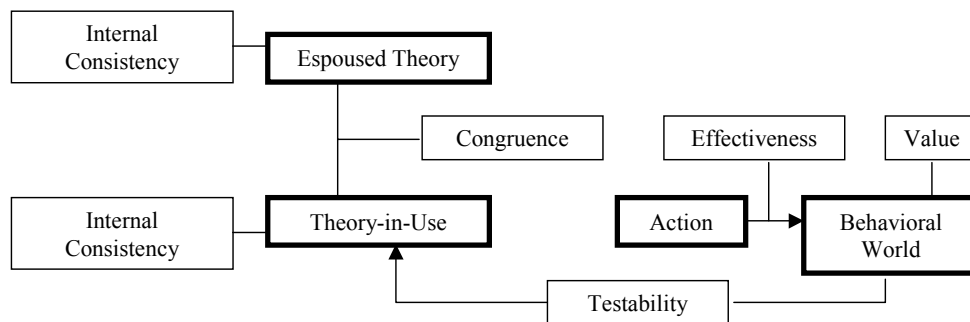 Internal
Consistency
Espoused Theory
Congruence
Effectiveness
Value
Internal
Consistency
Theory-in-Use
Action
Behavioral
World
Testability